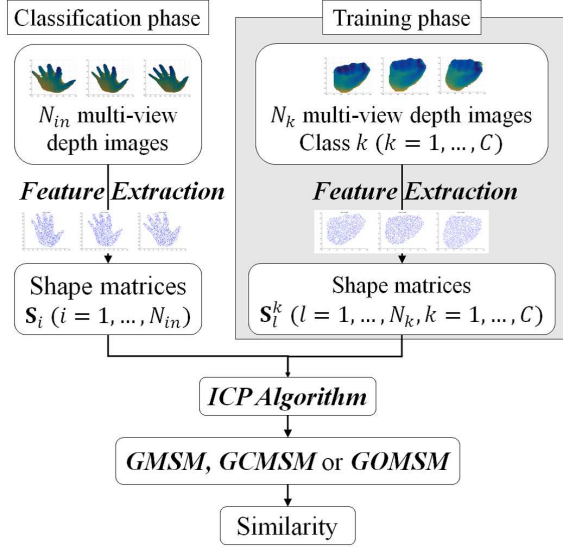 Classification phase
N_in multi-view
depth images
Feature Extraction
Shape matrices
S_i (i = 1, ..., N_in)
Training phase
N_k multi-view depth images
Class k (k = 1, ..., C)
Feature Extraction
Shape matrices
S_l^k (l = 1, ..., N_k, k = 1, ..., C)
ICP Algorithm
GMSM, GCMSM or GOMSM
Similarity